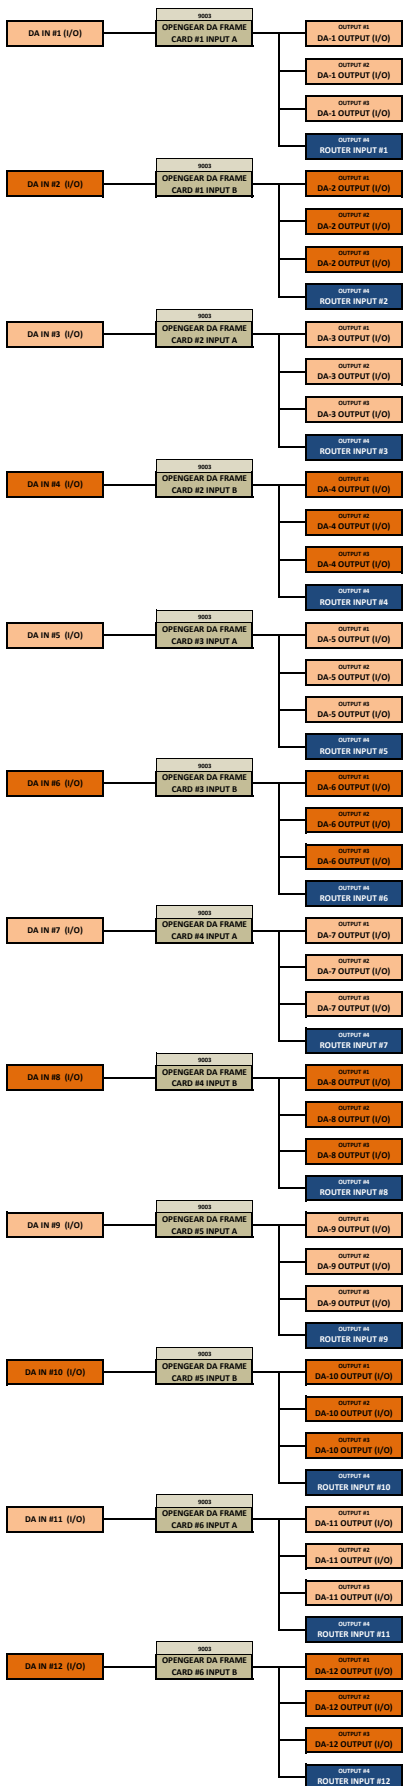 DA IN #1 (I/O)
9003
OPENGEAR DA FRAME
CARD #1 INPUT A
OUTPUT #1
DA-1 OUTPUT (I/O)
OUTPUT #2
DA-1 OUTPUT (I/O)
OUTPUT #3
DA-1 OUTPUT (I/O)
OUTPUT #4
ROUTER INPUT #1
DA IN #2 (I/O)
9003
OPENGEAR DA FRAME
CARD #1 INPUT B
OUTPUT #1
DA-2 OUTPUT (I/O)
OUTPUT #2
DA-2 OUTPUT (I/O)
OUTPUT #3
DA-2 OUTPUT (I/O)
OUTPUT #4
ROUTER INPUT #2
DA IN #3 (I/O)
9003
OPENGEAR DA FRAME
CARD #2 INPUT A
OUTPUT #1
DA-3 OUTPUT (I/O)
OUTPUT #2
DA-3 OUTPUT (I/O)
OUTPUT #3
DA-3 OUTPUT (I/O)
OUTPUT #4
ROUTER INPUT #3
DA IN #4 (I/O)
9003
OPENGEAR DA FRAME
CARD #2 INPUT B
OUTPUT #1
DA-4 OUTPUT (I/O)
OUTPUT #2
DA-4 OUTPUT (I/O)
OUTPUT #3
DA-4 OUTPUT (I/O)
OUTPUT #4
ROUTER INPUT #4
DA IN #5 (I/O)
9003
OPENGEAR DA FRAME
CARD #3 INPUT A
OUTPUT #1
DA-5 OUTPUT (I/O)
OUTPUT #2
DA-5 OUTPUT (I/O)
OUTPUT #3
DA-5 OUTPUT (I/O)
OUTPUT #4
ROUTER INPUT #5
DA IN #6 (I/O)
9003
OPENGEAR DA FRAME
CARD #3 INPUT B
OUTPUT #1
DA-6 OUTPUT (I/O)
OUTPUT #2
DA-6 OUTPUT (I/O)
OUTPUT #3
DA-6 OUTPUT (I/O)
OUTPUT #4
ROUTER INPUT #6
DA IN #7 (I/O)
9003
OPENGEAR DA FRAME
CARD #4 INPUT A
OUTPUT #1
DA-7 OUTPUT (I/O)
OUTPUT #2
DA-7 OUTPUT (I/O)
OUTPUT #3
DA-7 OUTPUT (I/O)
OUTPUT #4
ROUTER INPUT #7
DA IN #8 (I/O)
9003
OPENGEAR DA FRAME
CARD #4 INPUT B
OUTPUT #1
DA-8 OUTPUT (I/O)
OUTPUT #2
DA-8 OUTPUT (I/O)
OUTPUT #3
DA-8 OUTPUT (I/O)
OUTPUT #4
ROUTER INPUT #8
DA IN #9 (I/O)
9003
OPENGEAR DA FRAME
CARD #5 INPUT A
OUTPUT #1
DA-9 OUTPUT (I/O)
OUTPUT #2
DA-9 OUTPUT (I/O)
OUTPUT #3
DA-9 OUTPUT (I/O)
OUTPUT #4
ROUTER INPUT #9
DA IN #10 (I/O)
9003
OPENGEAR DA FRAME
CARD #5 INPUT B
OUTPUT #1
DA-10 OUTPUT (I/O)
OUTPUT #2
DA-10 OUTPUT (I/O)
OUTPUT #3
DA-10 OUTPUT (I/O)
OUTPUT #4
ROUTER INPUT #10
DA IN #11 (I/O)
9003
OPENGEAR DA FRAME
CARD #6 INPUT A
OUTPUT #1
DA-11 OUTPUT (I/O)
OUTPUT #2
DA-11 OUTPUT (I/O)
OUTPUT #3
DA-11 OUTPUT (I/O)
OUTPUT #4
ROUTER INPUT #11
DA IN #12 (I/O)
9003
OPENGEAR DA FRAME
CARD #6 INPUT B
OUTPUT #1
DA-12 OUTPUT (I/O)
OUTPUT #2
DA-12 OUTPUT (I/O)
OUTPUT #3
DA-12 OUTPUT (I/O)
OUTPUT #4
ROUTER INPUT #12